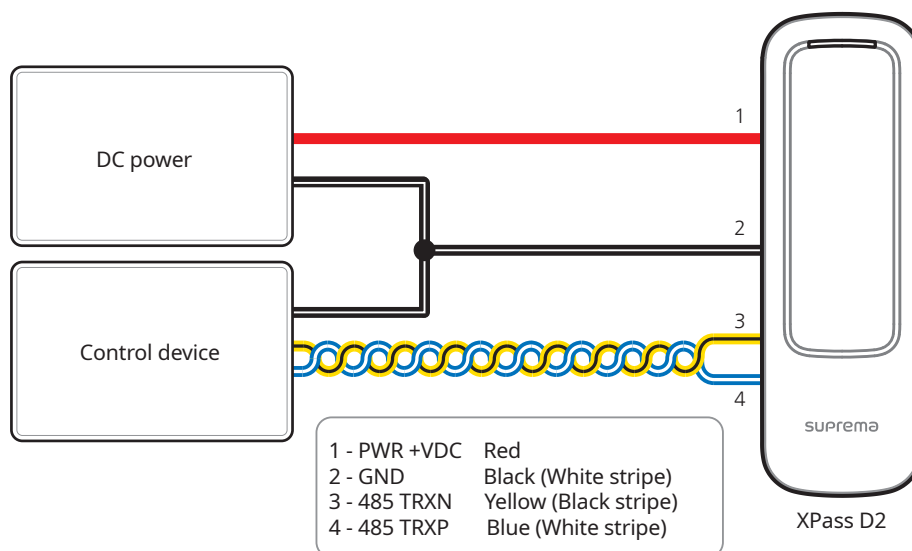 DC power
Control device
1
2
3
4
1 - PWR +VDC Red
2 - GND Black (White stripe)
3 - 485 TRXN Yellow (Black stripe)
4 - 485 TRXP Blue (White stripe)
suprema
XPass D2